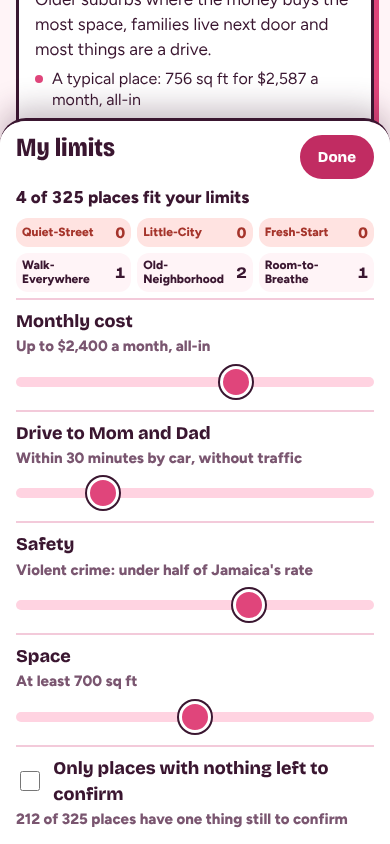 Older suburbs where the money buys the
most space, families live next door and
most things are a drive.
A typical place: 756 sq ft for $2,587 a
month, all-in
My limits
Done
4 of 325 places fit your limits
Quiet-Street 0
Little-City 0
Fresh-Start 0
Walk-
Everywhere 1
Old-
Neighborhood 2
Room-to-
Breathe 1
Monthly cost
Up to $2,400 a month, all-in
Drive to Mom and Dad
Within 30 minutes by car, without traffic
Safety
Violent crime: under half of Jamaica's rate
Space
At least 700 sq ft
Only places with nothing left to
confirm
212 of 325 places have one thing still to confirm